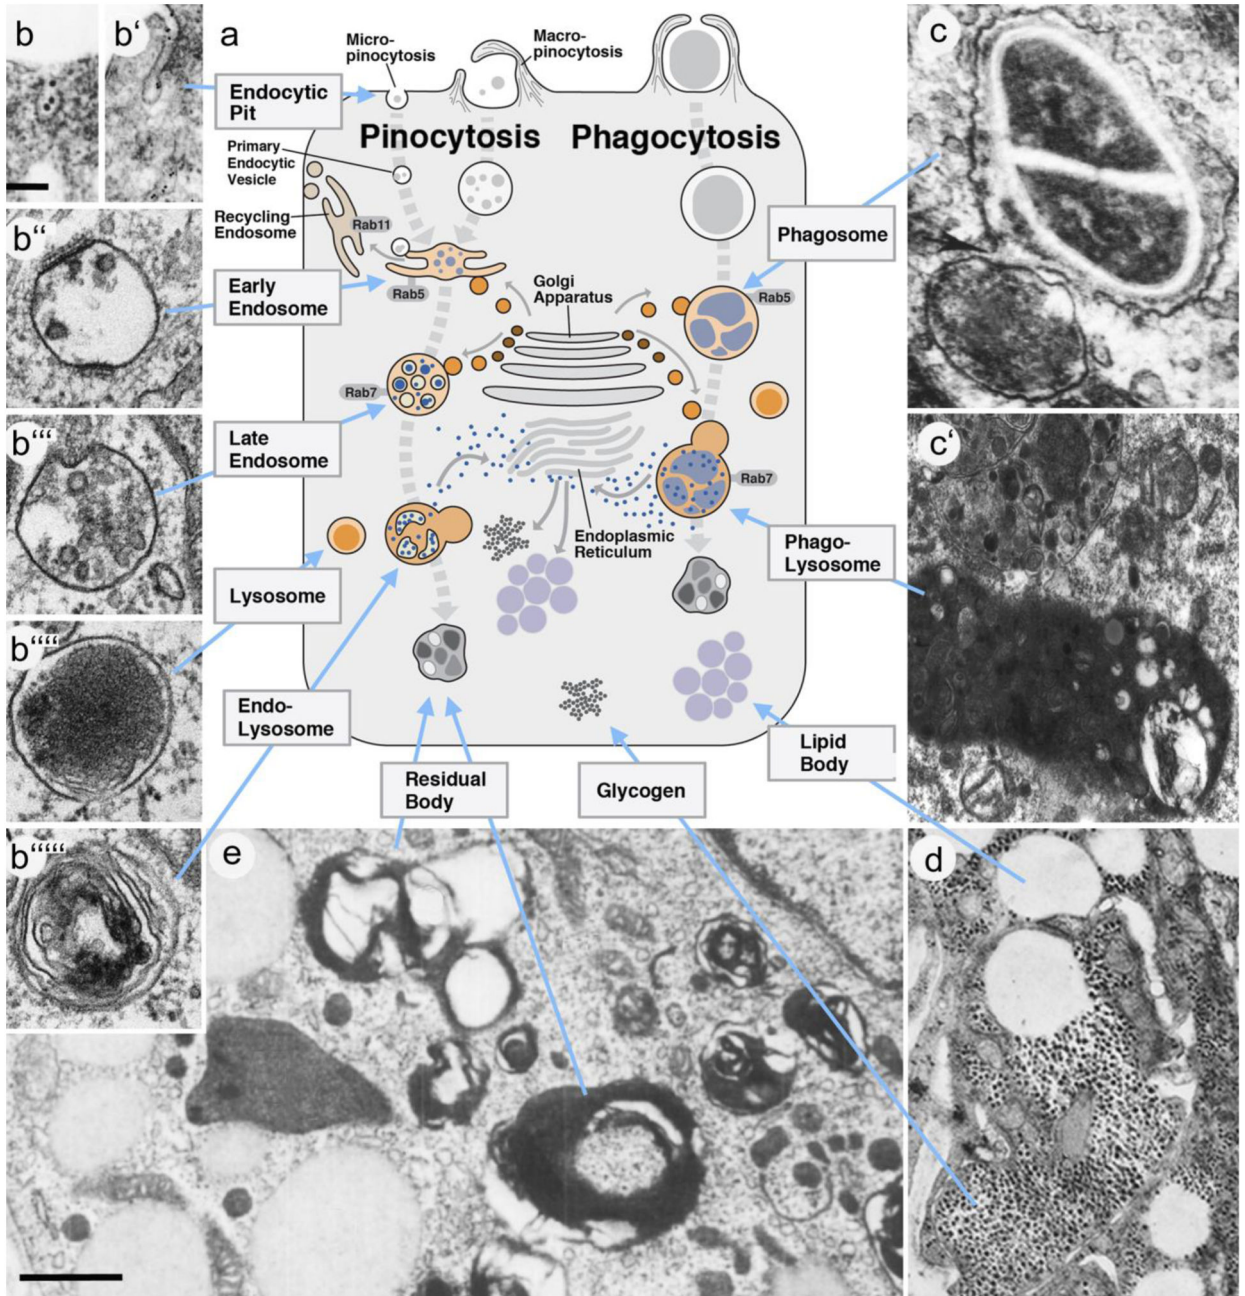 b
b‘
a
c
Micro-
pinocytosis
Macro-
pinocytosis
Endocytic
Pit
Pinocytosis
Phagocytosis
Primary
Endocytic
Vesicle
Recycling
Endosome
Rab11
b‘‘
Phagosome
Early
Endosome
Rab5
Golgi
Apparatus
Rab5
Rab7
b‘‘‘
Late
Endosome
c‘
Rab7
Endoplasmic
Reticulum
Phago-
Lysosome
Lysosome
b‘‘‘‘
Endo-
Lysosome
Lipid
Body
Residual
Body
Glycogen
b‘‘‘‘‘
e
d